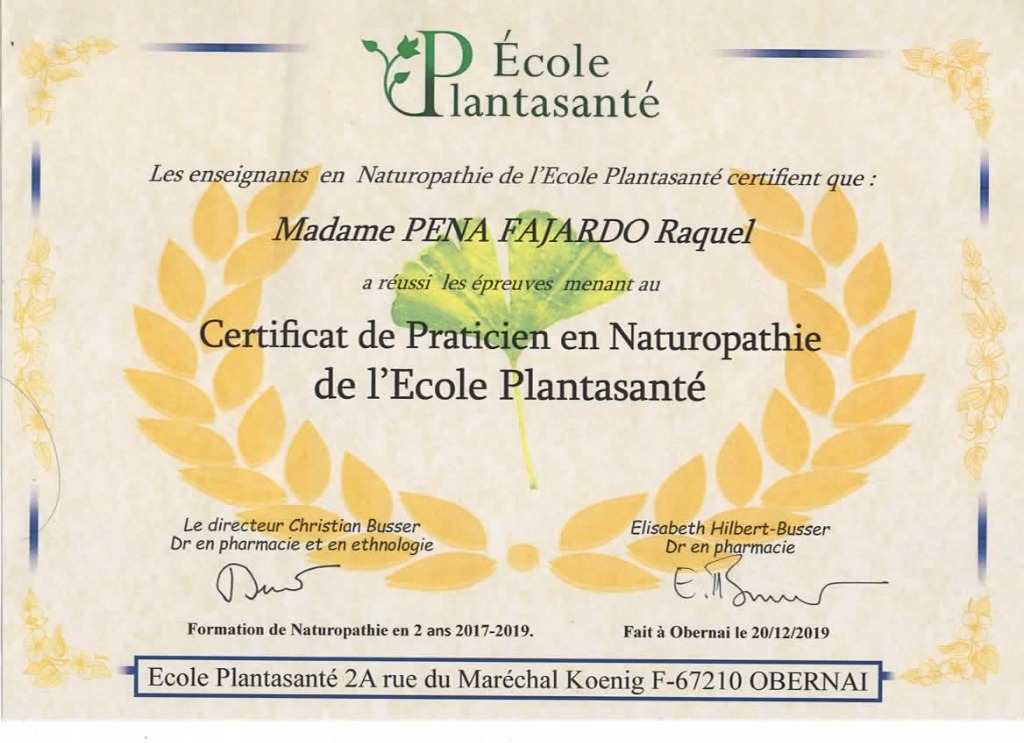 École
Plantasanté
Les enseignants en Naturopathie de l'Ecole Plantasanté certifient que :
Madame PENA FAJARDO Raquel
a réussi les épreuves menant au
Certificat de Praticien en Naturopathie
de l'Ecole Plantasanté
Le directeur Christian Busser
Dr en pharmacie et en ethnologie
Elisabeth Hilbert-Busser
Dr en pharmacie
Formation de Naturopathie en 2 ans 2017-2019.
Fait à Obernai le 20/12/2019
Ecole Plantasanté 2A rue du Maréchal Koenig F-67210 OBERNAI